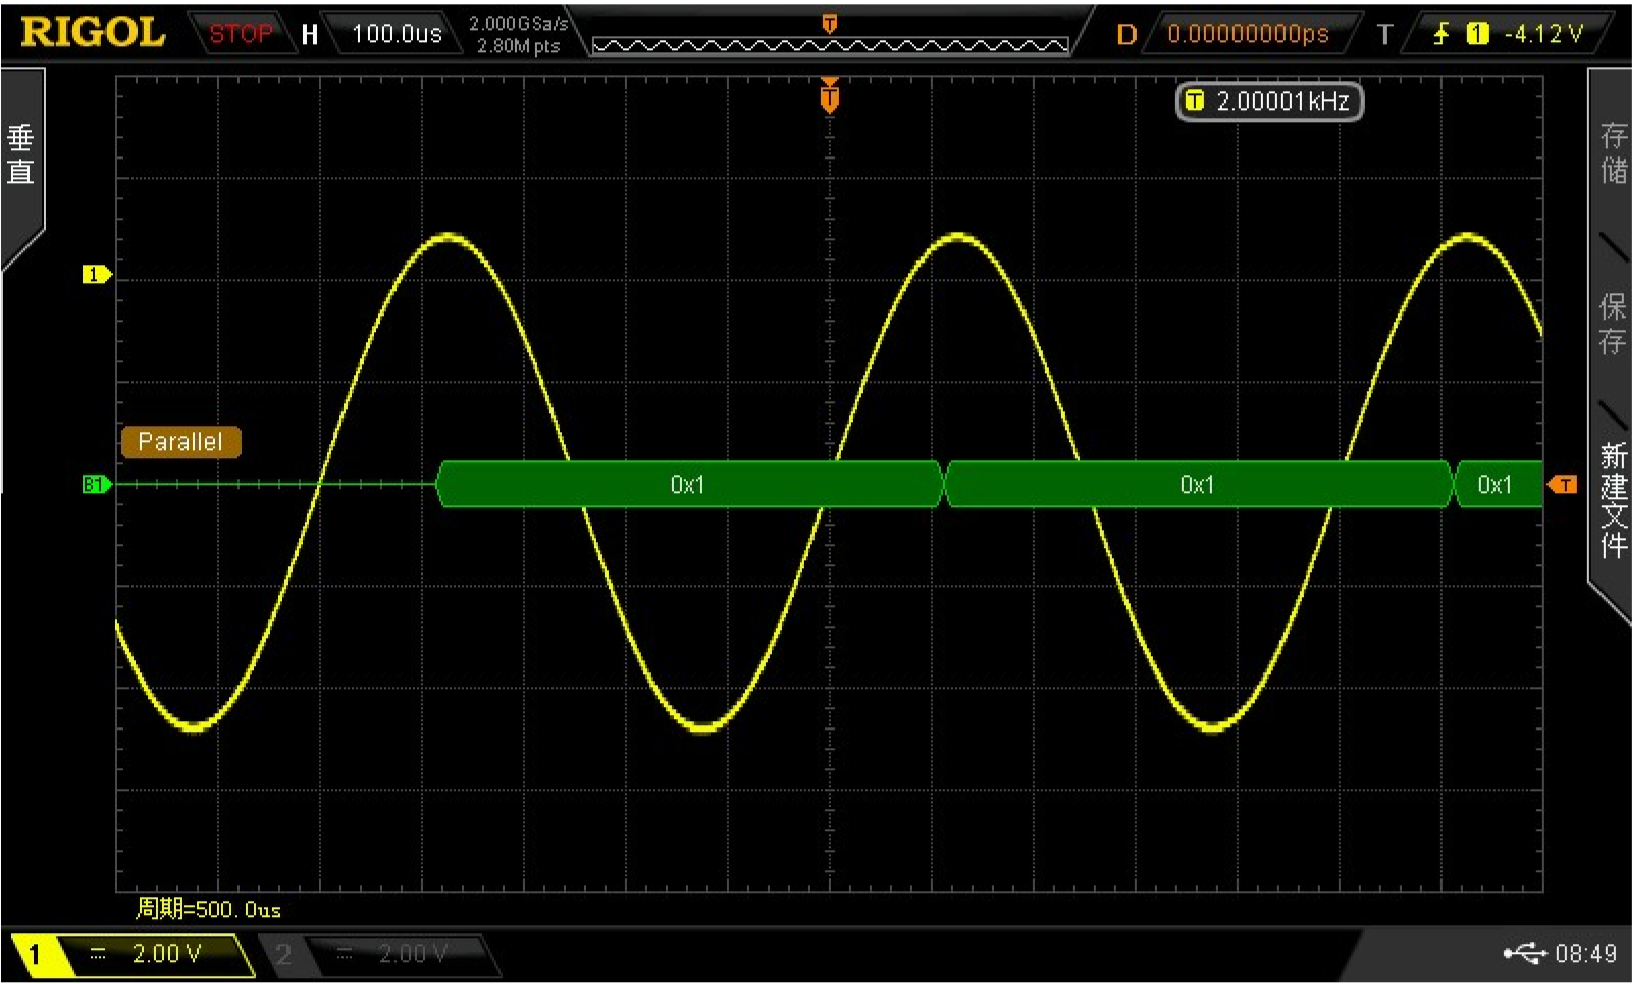 RIGOL STOP H 100.0us 2.000GSa/s
2.80Mpts
T
D 0.00000000ps T 1 -4.12 V
垂直
T
T 2.00001kHz
存储
保存
新建文件
1
Parallel
B1 0x1 0x1 0x1 T
周期=500.0us
1 2.00 V 2 2.00 V 08:49